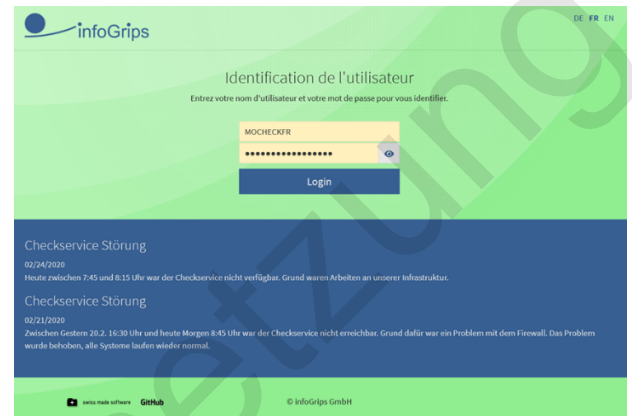 infoGrips
DE FR EN
Identification de l'utilisateur
Entrez votre nom d'utilisateur et votre mot de passe pour vous identifier.
MOCHECKFR
Login
Checkservice Störung
02/24/2020
Heute zwischen 7:45 und 8:15 Uhr war der Checkservice nicht verfügbar. Grund waren Arbeiten an unserer Infrastruktur.
Checkservice Störung
02/21/2020
Zwischen Gestern 20.2. 16:30 Uhr und heute Morgen 8:45 Uhr war der Checkservice nicht erreichbar. Grund dafür war ein Problem mit dem Firewall. Das Problem
wurde behoben, alle Systeme laufen wieder normal.
swiss made software GitHub © infoGrips GmbH
etzung